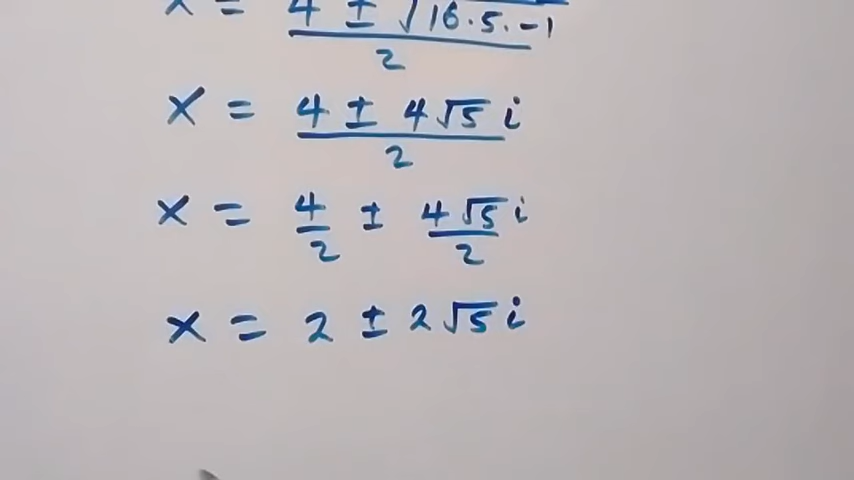 x = 4 ± √16·5·-1 / 2
x = 4 ± 4√5 i / 2
x = 4/2 ± 4√5 i / 2
x = 2 ± 2√5 i